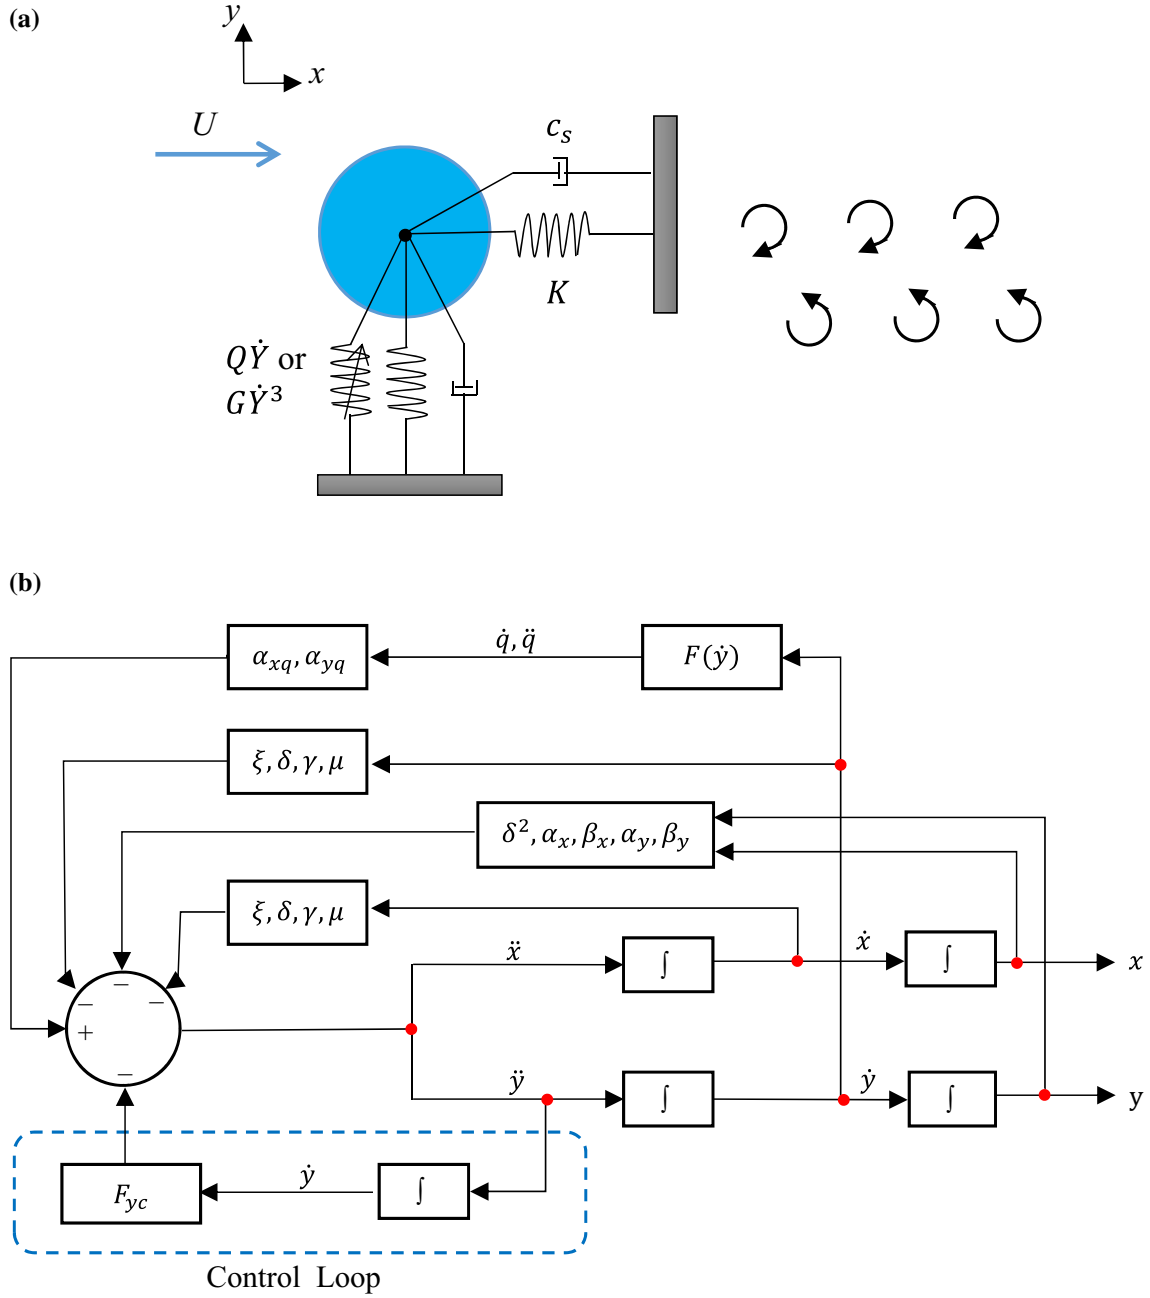 (a)
y
x
U
c_s
K
QẎ or
GẎ³
(b)
α_xq, α_yq
q̇, q̈
F(ẏ)
ξ, δ, γ, μ
δ², α_x, β_x, α_y, β_y
ξ, δ, γ, μ
ẍ
∫
ẋ
∫
x
−
−
−
+
−
ÿ
∫
ẏ
∫
y
F_yc
ẏ
∫
Control Loop